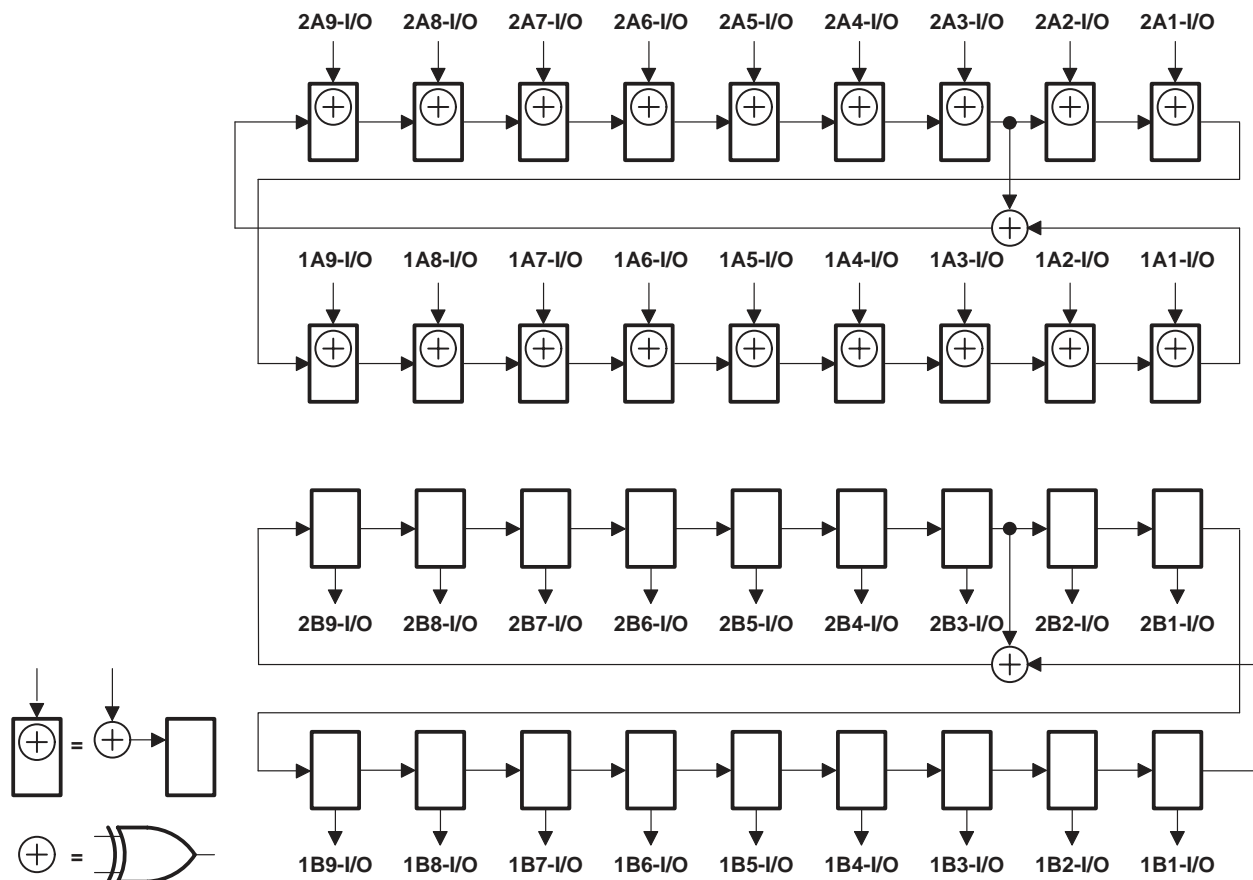 2A9-I/O 2A8-I/O 2A7-I/O 2A6-I/O 2A5-I/O 2A4-I/O 2A3-I/O 2A2-I/O 2A1-I/O
1A9-I/O 1A8-I/O 1A7-I/O 1A6-I/O 1A5-I/O 1A4-I/O 1A3-I/O 1A2-I/O 1A1-I/O
2B9-I/O 2B8-I/O 2B7-I/O 2B6-I/O 2B5-I/O 2B4-I/O 2B3-I/O 2B2-I/O 2B1-I/O
=
=
1B9-I/O 1B8-I/O 1B7-I/O 1B6-I/O 1B5-I/O 1B4-I/O 1B3-I/O 1B2-I/O 1B1-I/O